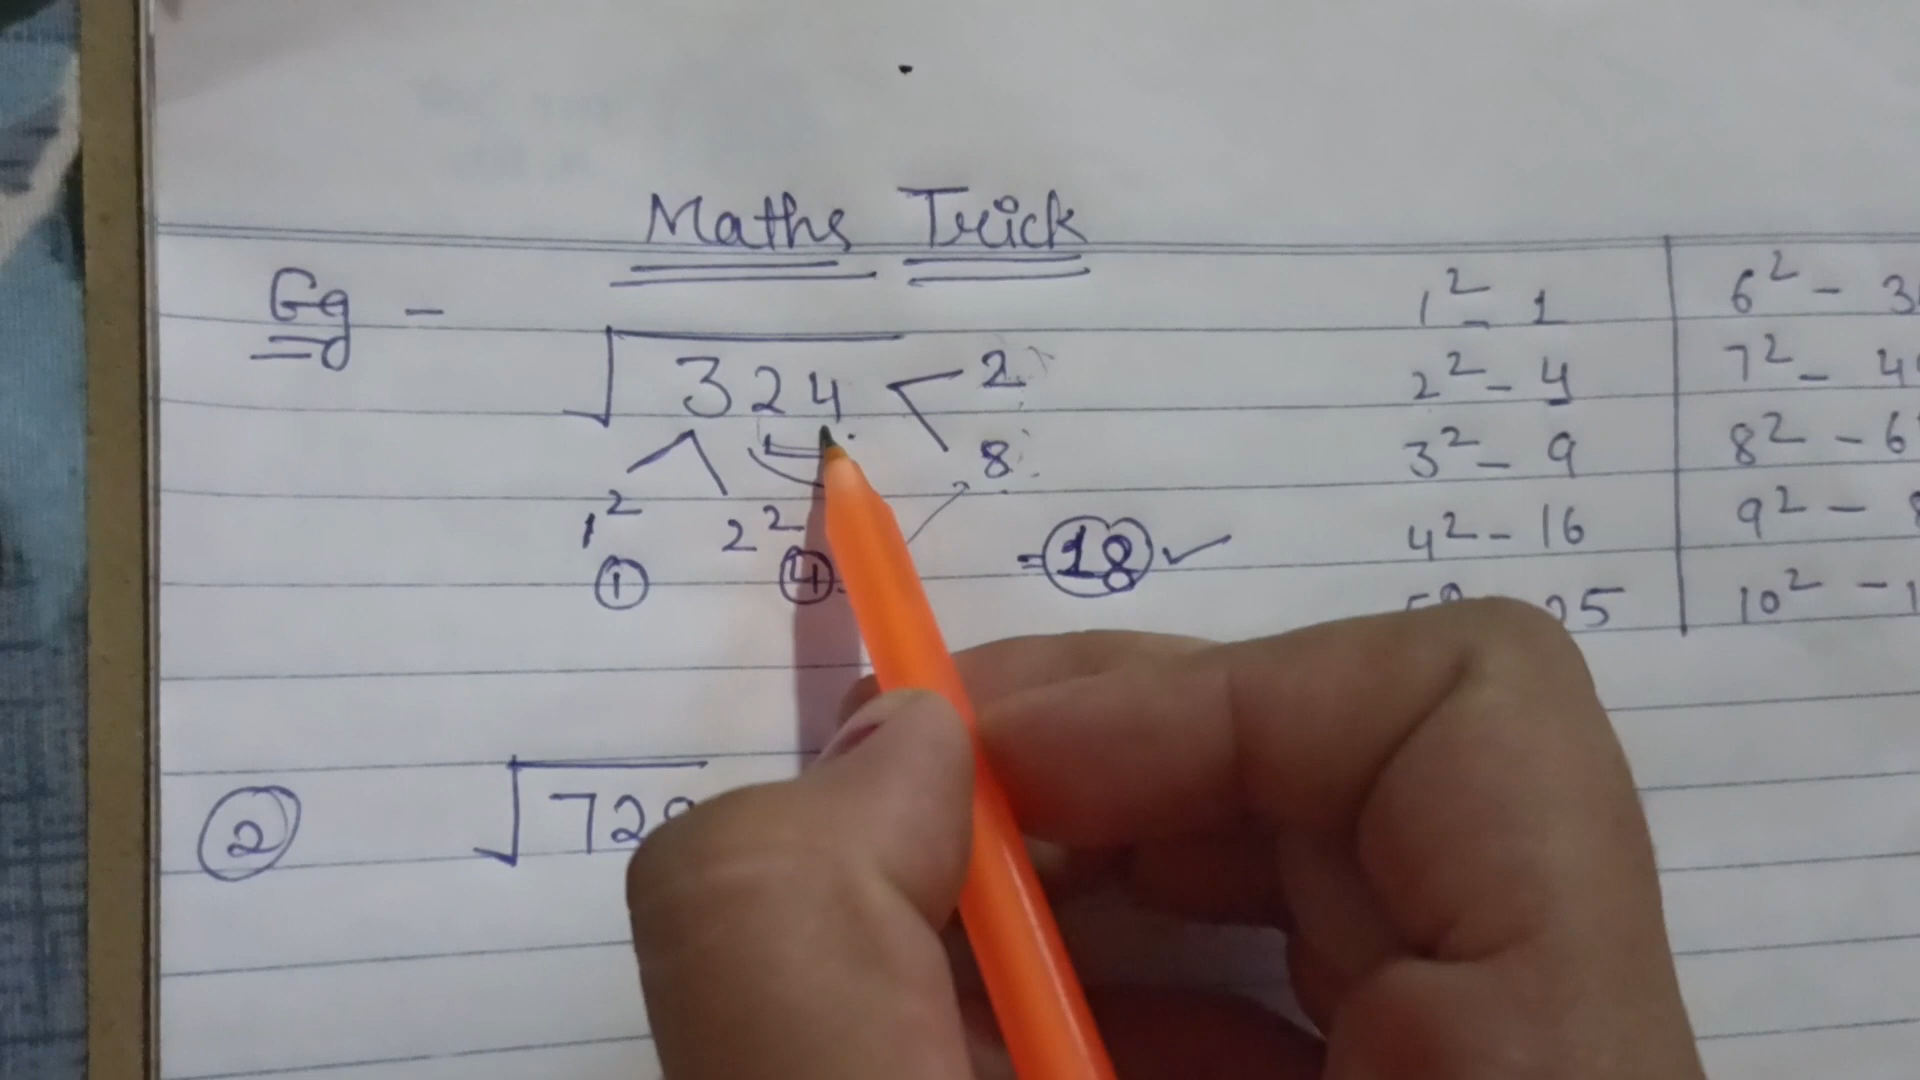 Maths Trick
Eg -
√324
2
8
1² 2²
1 4
= 18 ✓
1² - 1
2² - 4
3² - 9
4² - 16
25
6² - 3
7² - 4
8² - 6
9² - 8
10² - 1
2 √72